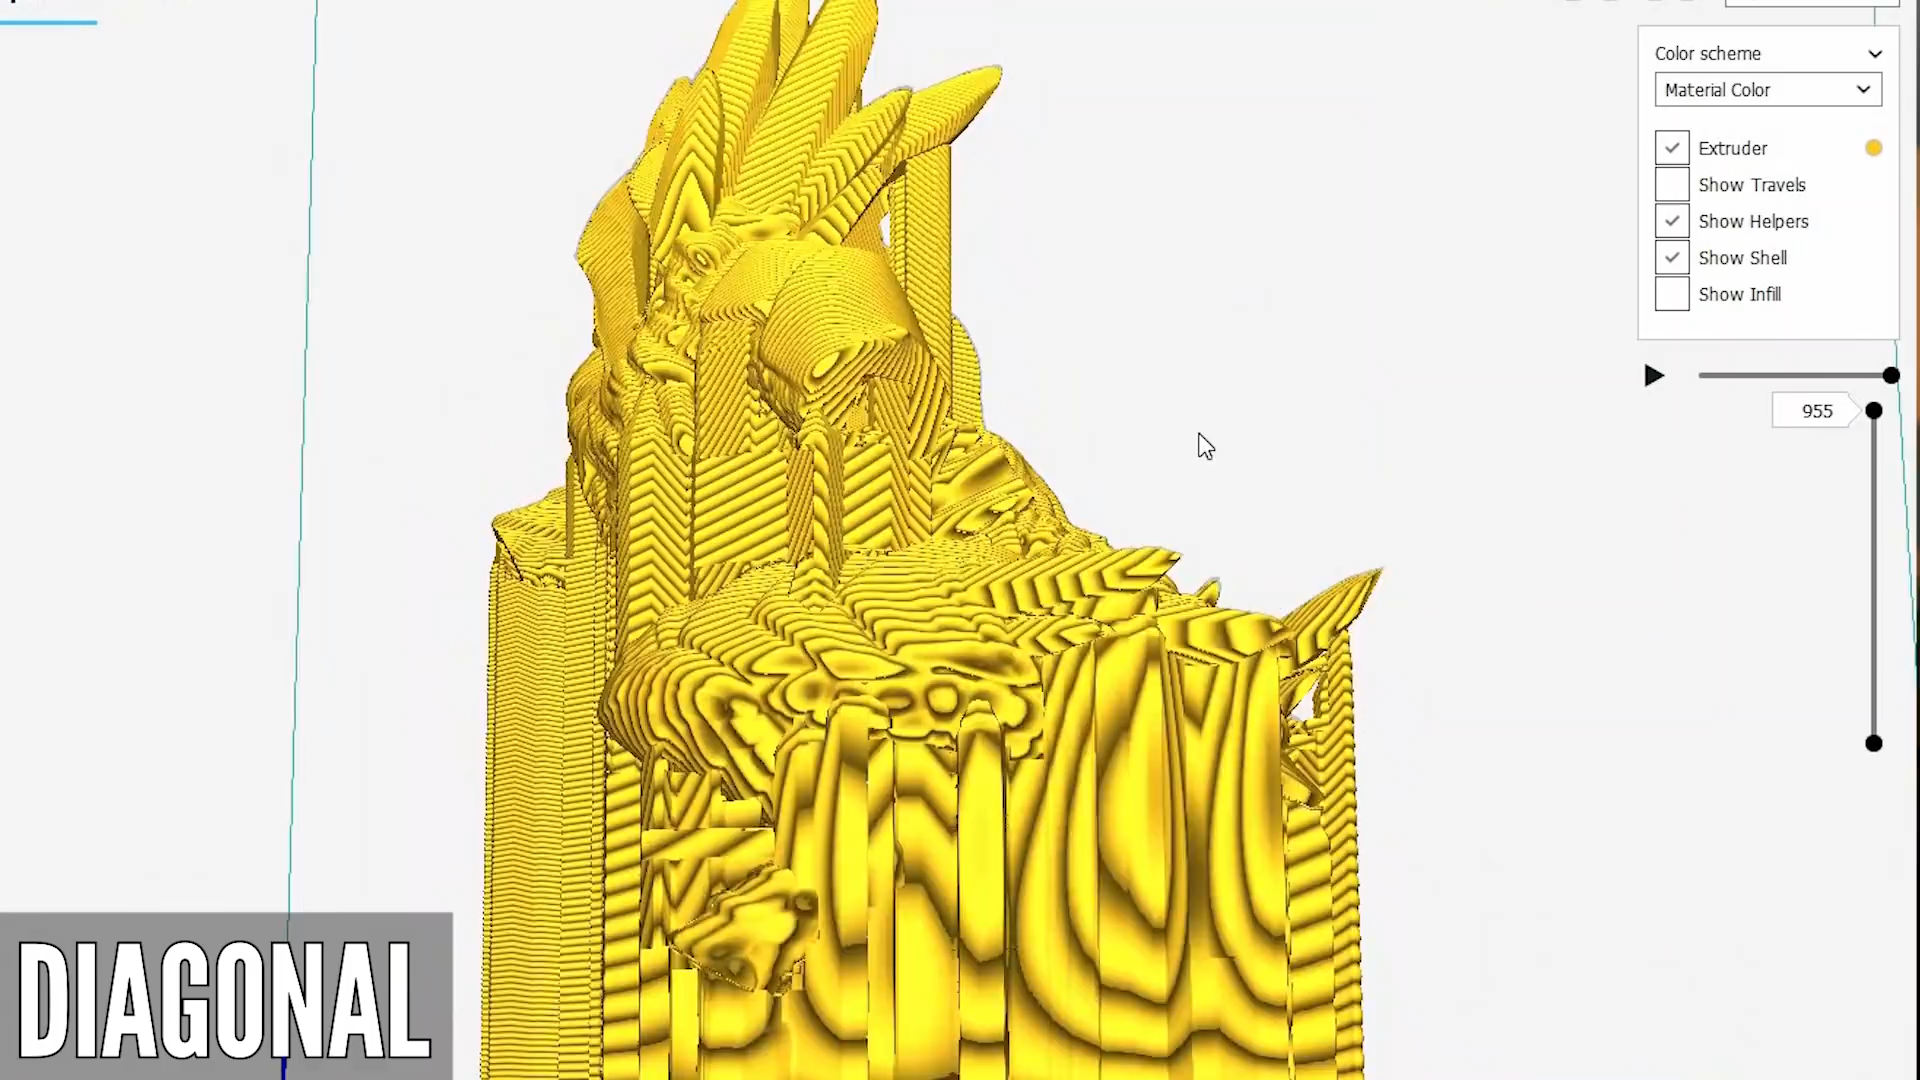 Color scheme
Material Color
Extruder
Show Travels
Show Helpers
Show Shell
Show Infill
955
DIAGONAL